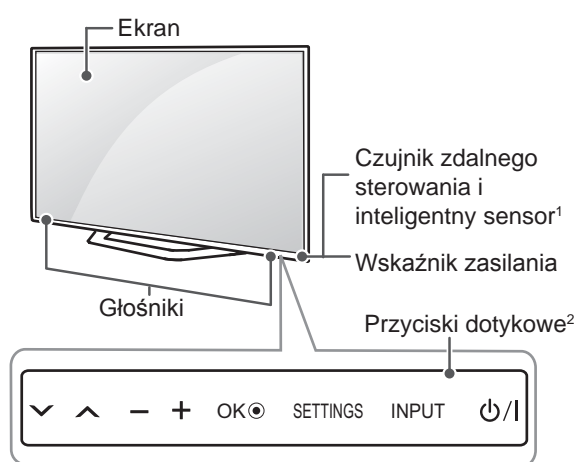 Ekran
Czujnik zdalnego
sterowania i
inteligentny sensor¹
Wskaźnik zasilania
Głośniki
Przyciski dotykowe²
− + OK⦿ SETTINGS INPUT ⏻/I